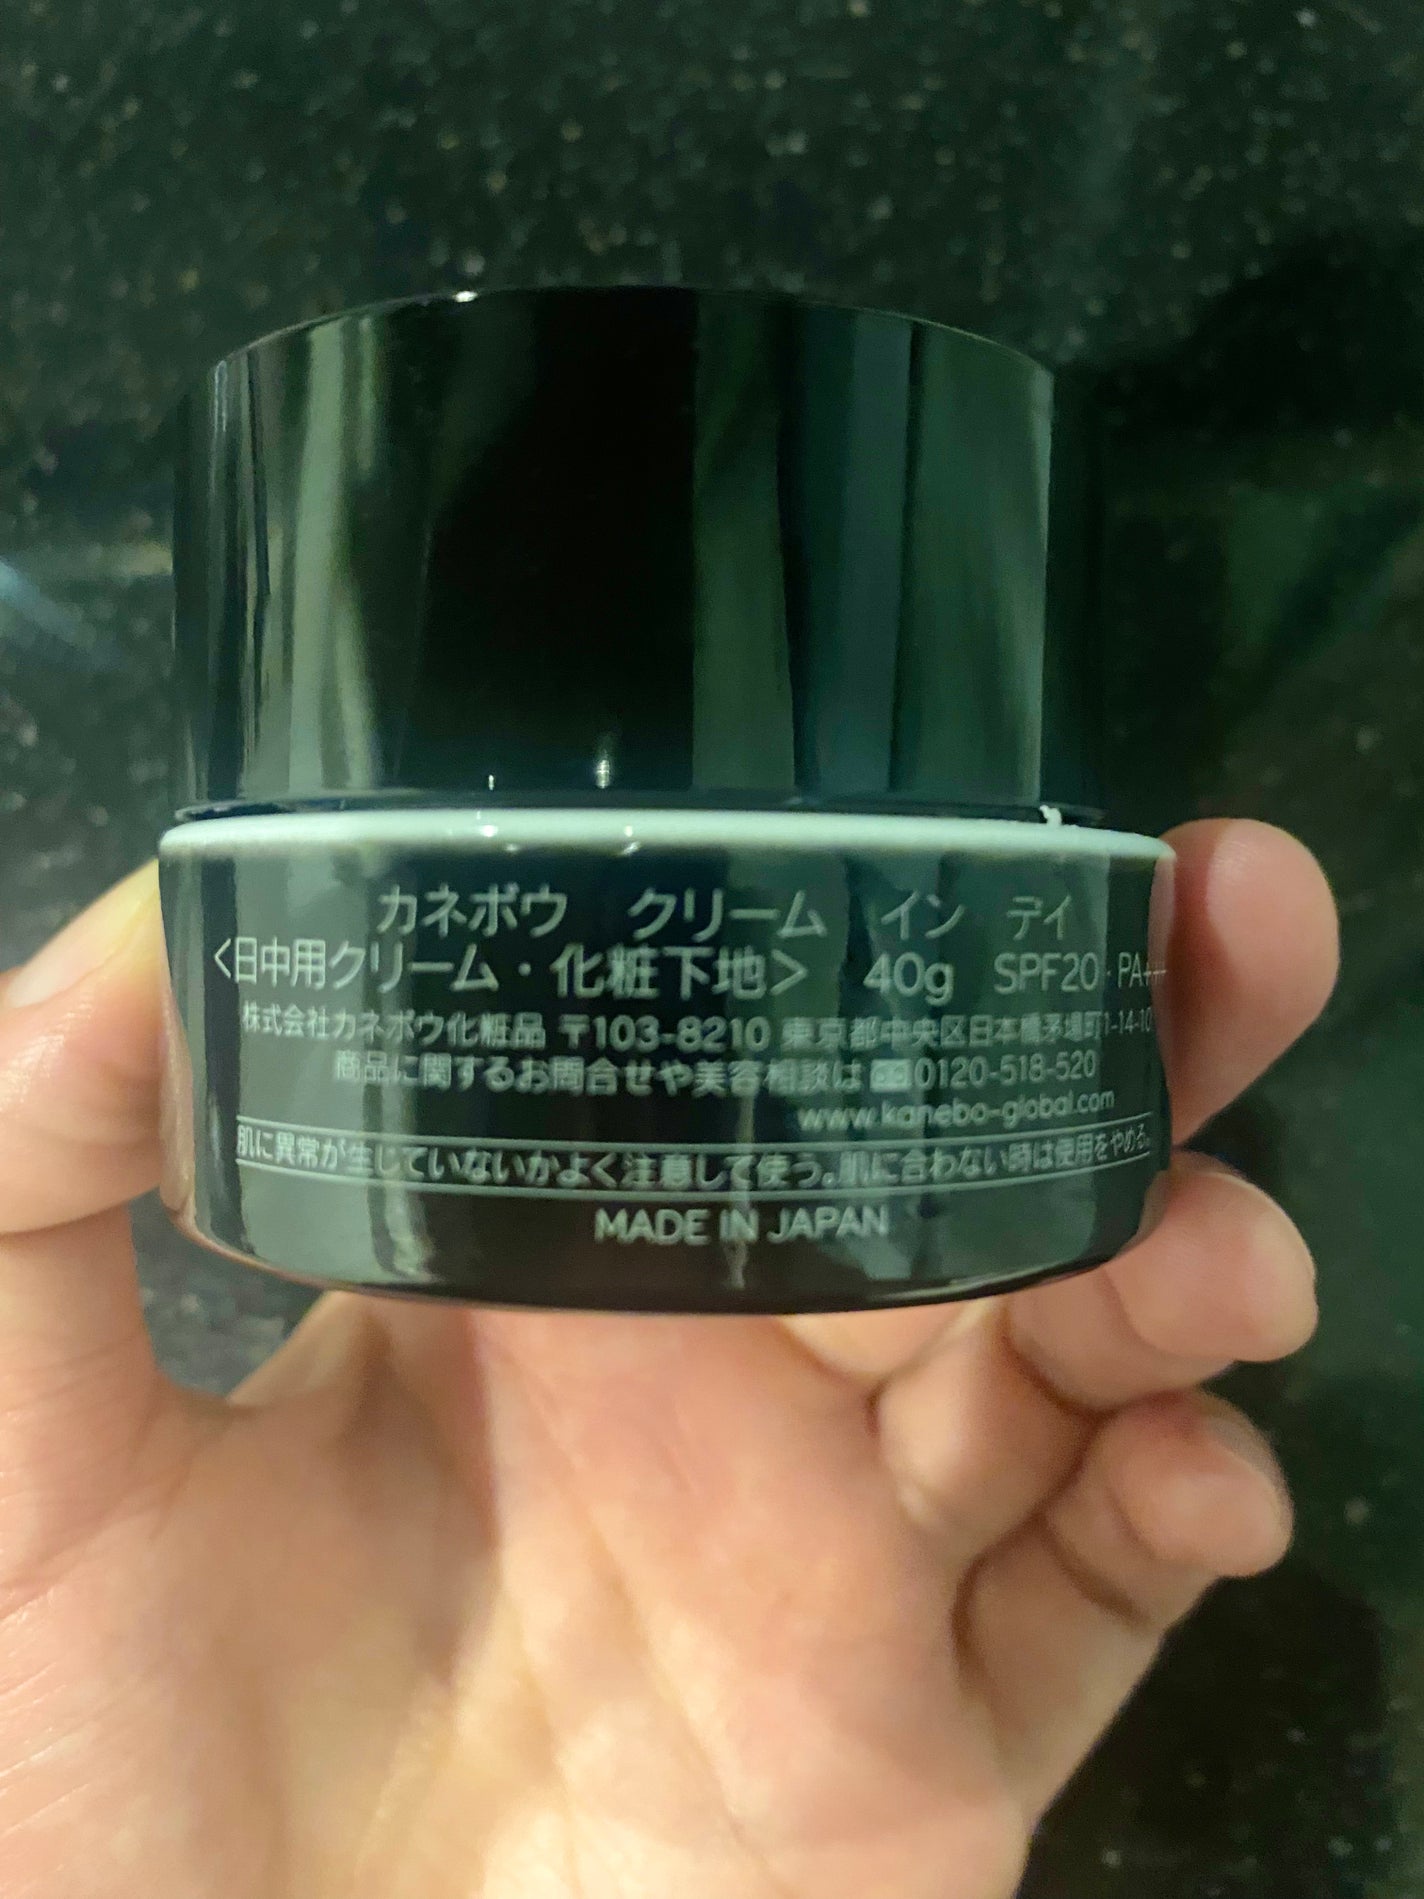 カネボウ クリーム イン デイ
<日中用クリーム・化粧下地> 40g SPF20・PA+++
株式会社カネボウ化粧品 〒103-8210 東京都中央区日本橋茅場町1-14-10
商品に関するお問合せや美容相談は 0120-518-520
www.kanebo-global.com
肌に異常が生じていないかよく注意して使う。肌に合わない時は使用をやめる。
MADE IN JAPAN